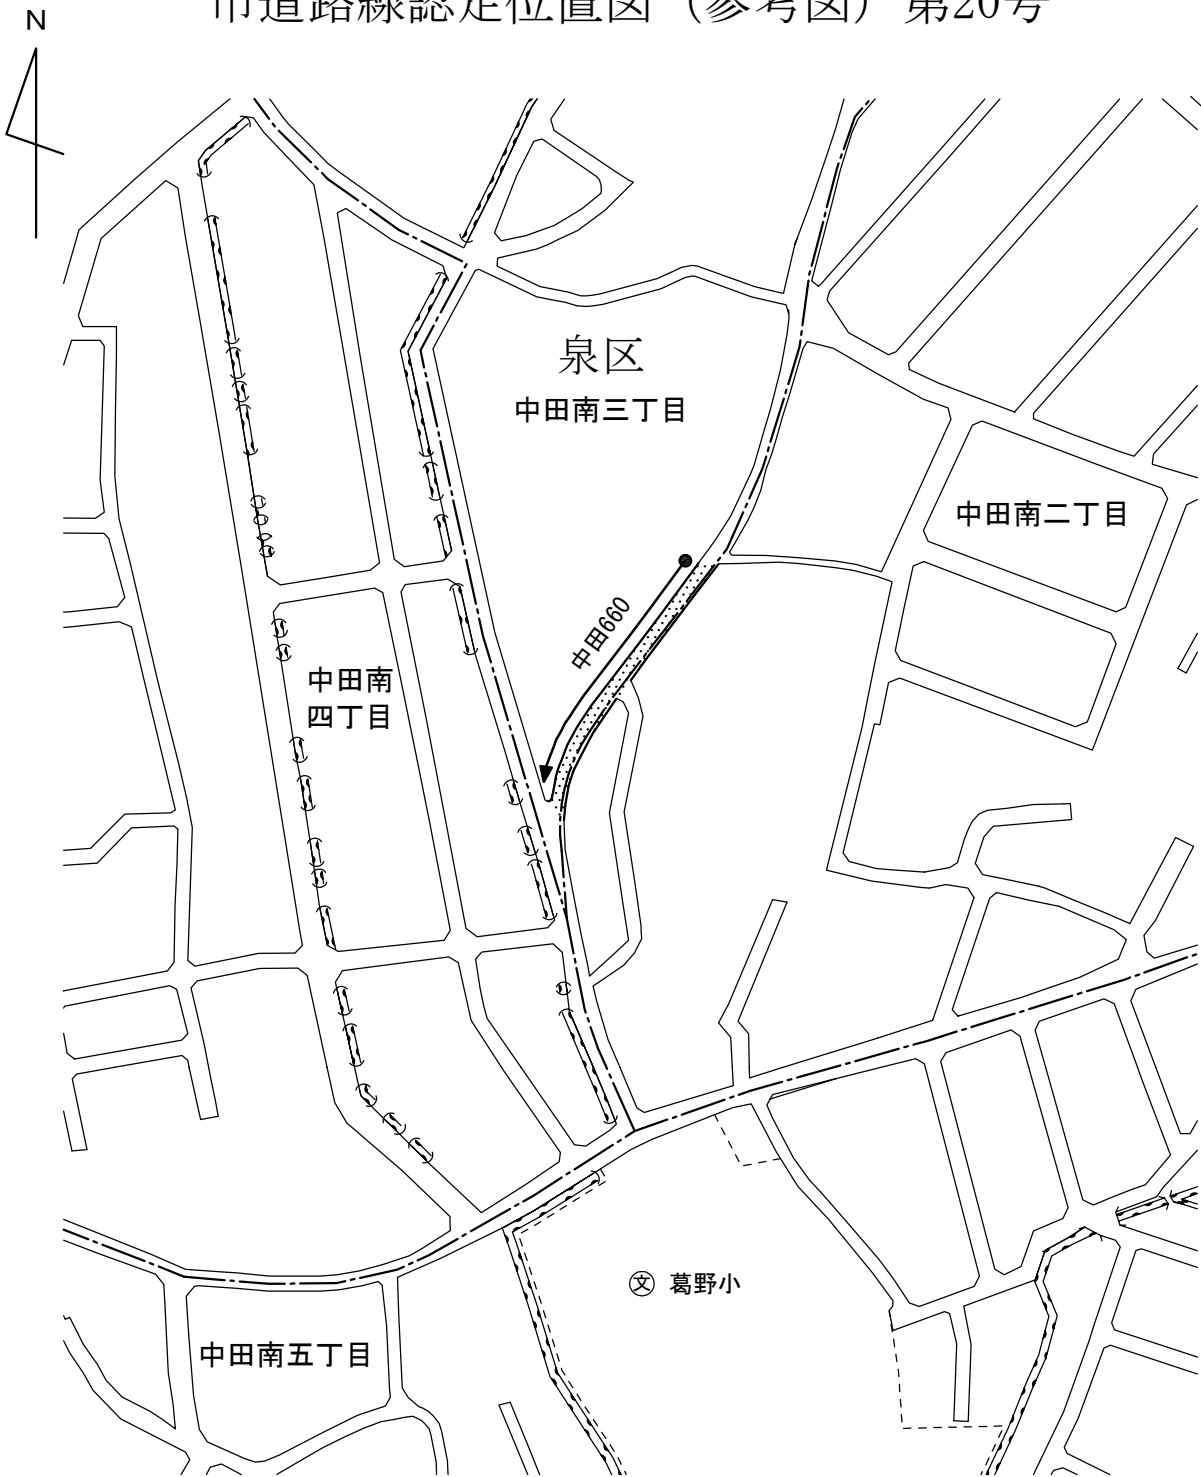 市道路線認定位置図（参考図）第20号
N
泉区
中田南三丁目
中田南二丁目
中田660
中田南
四丁目
文 葛野小
中田南五丁目